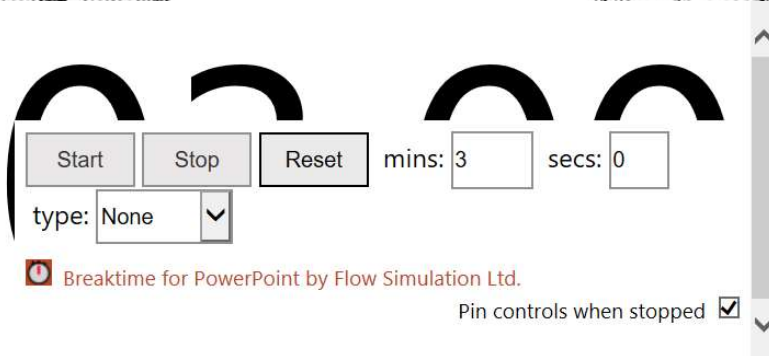 Start Stop Reset mins: 3 secs: 0
type: None
Breaktime for PowerPoint by Flow Simulation Ltd.
Pin controls when stopped